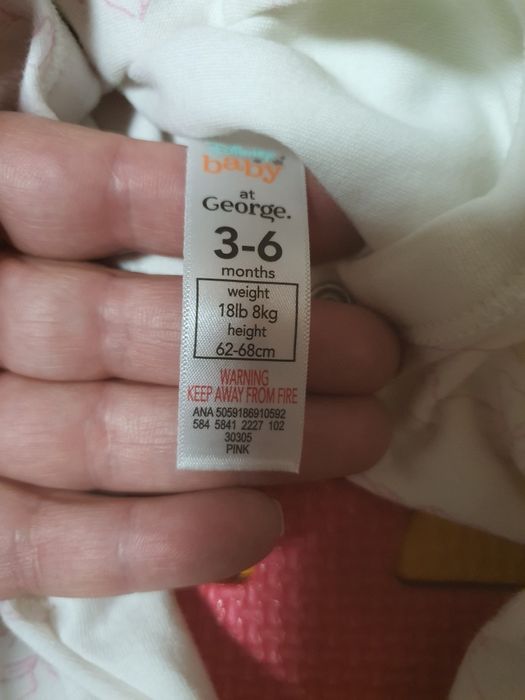 baby
at
George.
3-6
months
weight
18lb 8kg
height
62-68cm
WARNING
KEEP AWAY FROM FIRE
ANA 5059186910592
584 5841 2227 102
30305
PINK